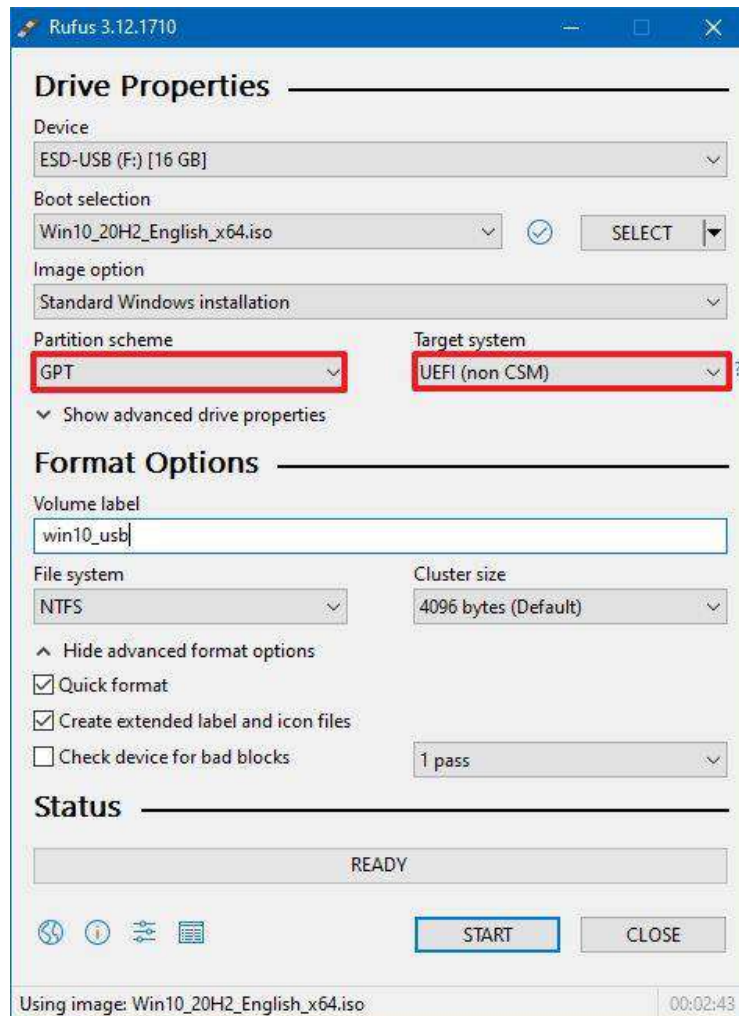 Rufus 3.12.1710
Drive Properties
Device
ESD-USB (F:) [16 GB]
Boot selection
Win10_20H2_English_x64.iso
SELECT
Image option
Standard Windows installation
Partition scheme
Target system
GPT
UEFI (non CSM)
?
Show advanced drive properties
Format Options
Volume label
win10_usb
File system
Cluster size
NTFS
4096 bytes (Default)
Hide advanced format options
Quick format
Create extended label and icon files
Check device for bad blocks
1 pass
Status
READY
START
CLOSE
Using image: Win10_20H2_English_x64.iso
00:02:43